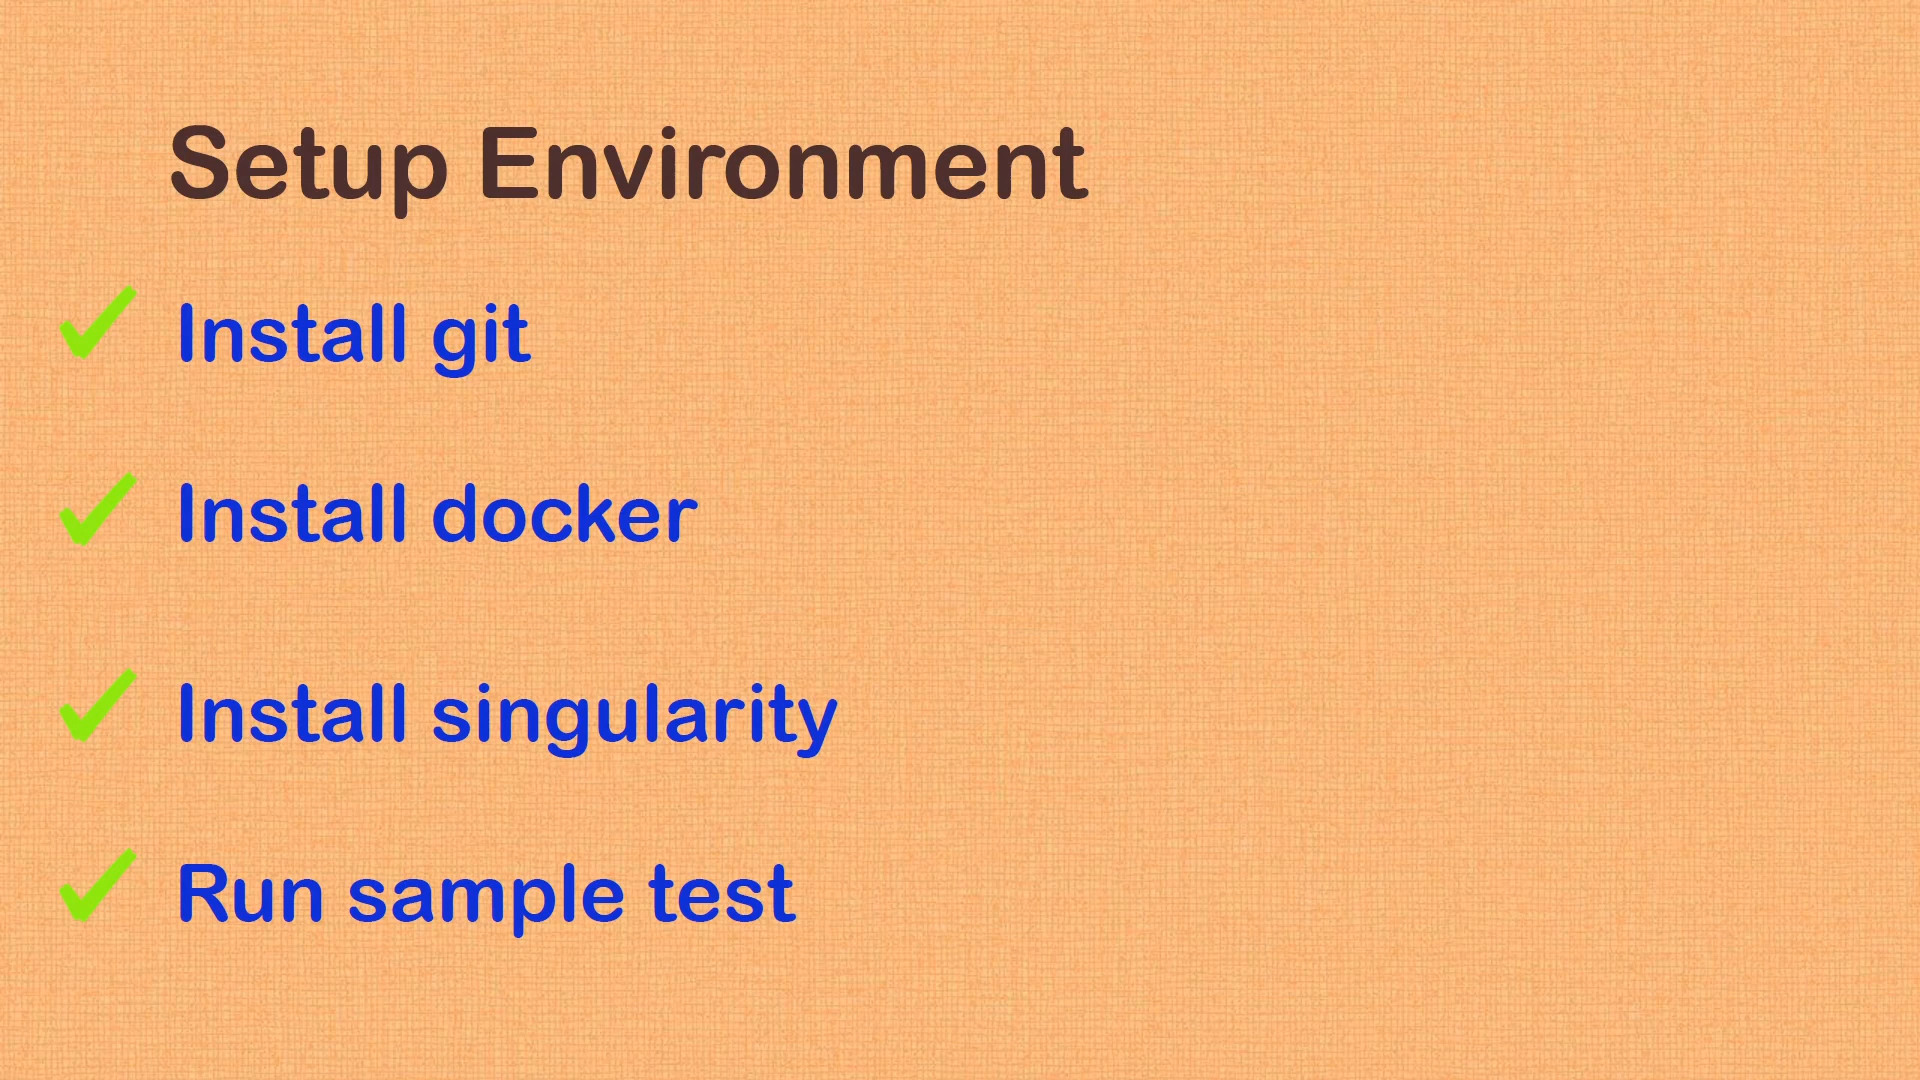 Setup Environment
Install git
Install docker
Install singularity
Run sample test